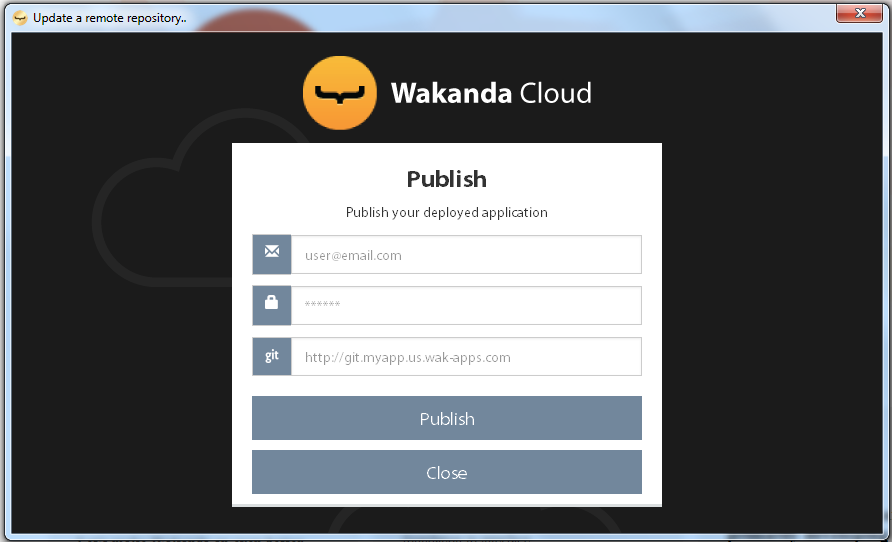 Update a remote repository..
Wakanda Cloud
Publish
Publish your deployed application
user@email.com
******
git
http://git.myapp.us.wak-apps.com
Publish
Close